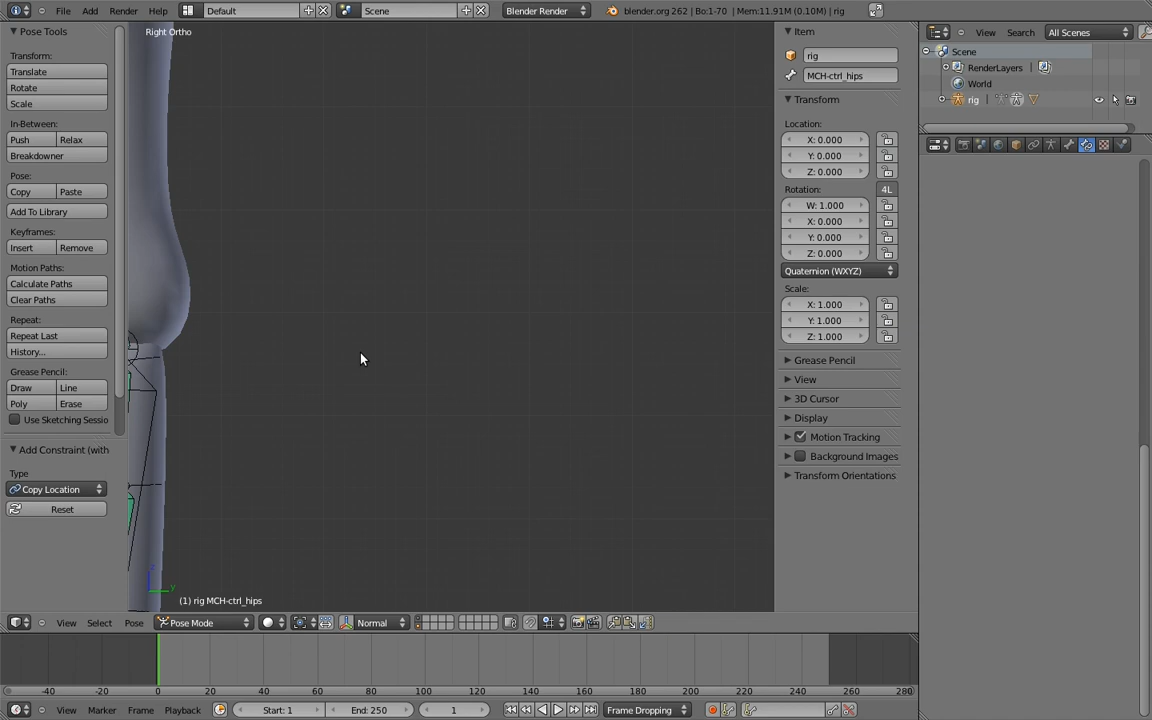 File Add Render Help Default Scene Blender Render blender.org 262 | Bo:1-70 | Mem:11.91M (0.10M) | rig
Pose Tools
Transform:
Translate
Rotate
Scale
In-Between:
Push Relax
Breakdowner
Pose:
Copy Paste
Add To Library
Keyframes:
Insert Remove
Motion Paths:
Calculate Paths
Clear Paths
Repeat:
Repeat Last
History...
Grease Pencil:
Draw Line
Poly Erase
Use Sketching Sessio
Add Constraint (with
Type
Copy Location
Reset
Right Ortho
z
y
(1) rig MCH-ctrl_hips
Item
rig
MCH-ctrl_hips
Transform
Location:
X: 0.000
Y: 0.000
Z: 0.000
Rotation: 4L
W: 1.000
X: 0.000
Y: 0.000
Z: 0.000
Quaternion (WXYZ)
Scale:
X: 1.000
Y: 1.000
Z: 1.000
Grease Pencil
View
3D Cursor
Display
Motion Tracking
Background Images
Transform Orientations
View Search All Scenes
Scene
RenderLayers |
World
rig |
View Select Pose Pose Mode Normal
-40 -20 0 20 40 60 80 100 120 140 160 180 200 220 240 260 280
View Marker Frame Playback Start: 1 End: 250 1 Frame Dropping